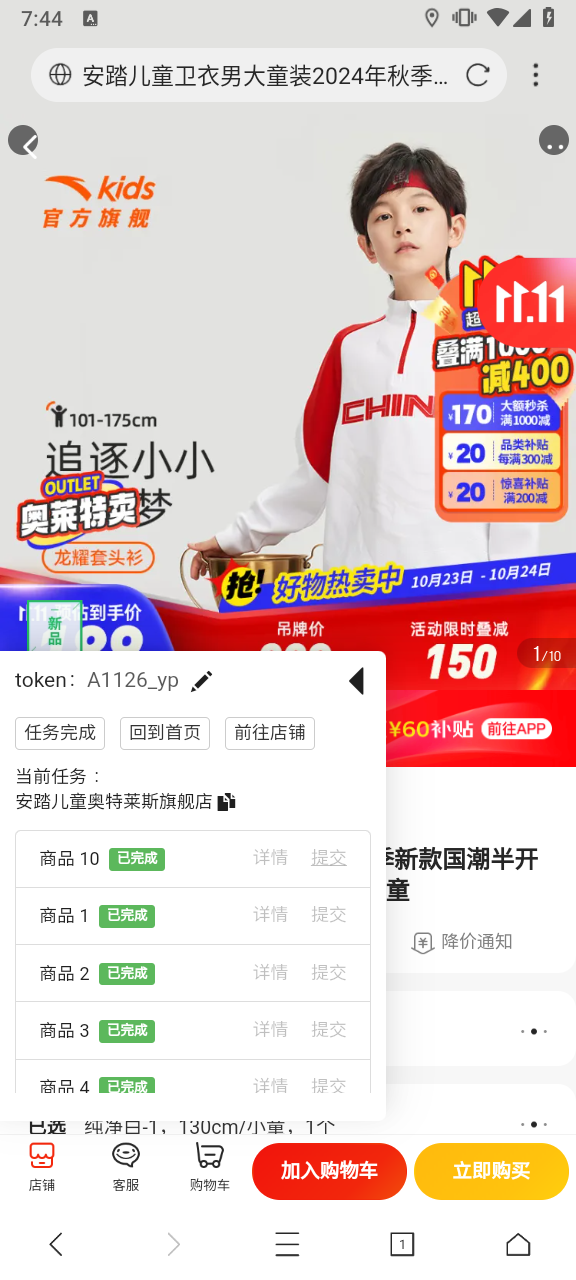 7:44
A
安踏儿童卫衣男大童装2024年秋季...
kids
官方旗舰
11.11
减400
¥170 大额秒杀 满1000减
¥20 品类补贴 每满300减
¥20 惊喜补贴 满200减
CHIN
101-175cm
追逐小小
梦
OUTLET
奥莱特卖
龙耀套头衫
抢! 好物热卖中 10月23日 - 10月24日
到手价
新品
吊牌价
活动限时叠减
150
1/10
token: A1126_yp
¥60补贴 前往APP
任务完成 回到首页 前往店铺
当前任务：
安踏儿童奥特莱斯旗舰店
商品 10 已完成 详情 提交
季新款国潮半开
童
商品 1 已完成 详情 提交
降价通知
商品 2 已完成 详情 提交
商品 3 已完成 详情 提交
商品 4 已完成 详情 提交
已选 纯净白-1，130cm/小童，1个
店铺 客服 购物车 加入购物车 立即购买
1